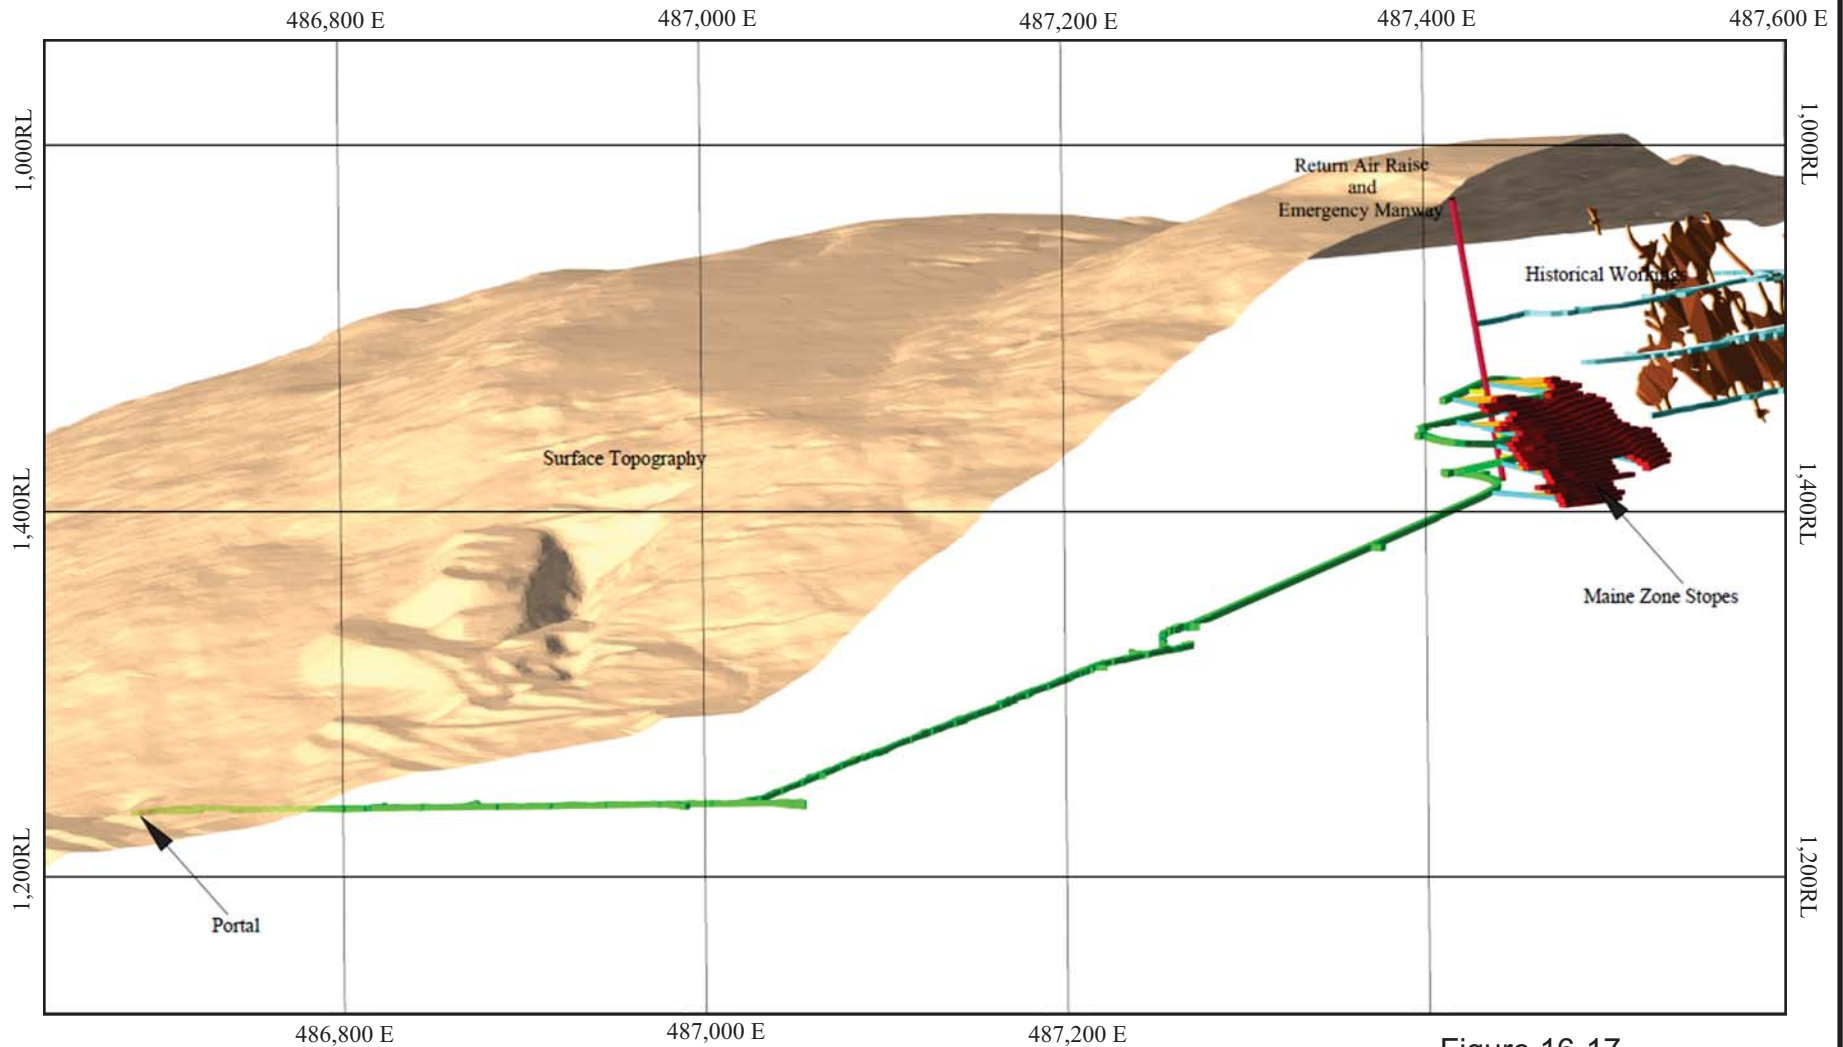 486,800 E
487,000 E
487,200 E
487,400 E
487,600 E
1,000RL
1,000RL
Return Air Raise
and
Emergency Manway
Historical Workings
Surface Topography
1,400RL
1,400RL
Maine Zone Stopes
1,200RL
1,200RL
Portal
486,800 E
487,000 E
487,200 E
Figure 16-17